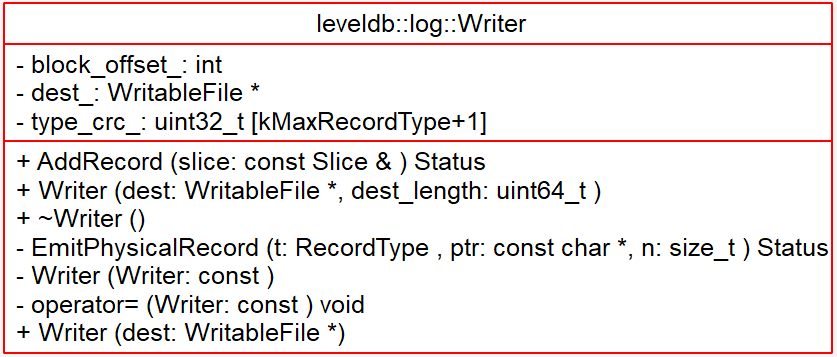 leveldb::log::Writer
- block_offset_: int
- dest_: WritableFile *
- type_crc_: uint32_t [kMaxRecordType+1]
+ AddRecord (slice: const Slice & ) Status
+ Writer (dest: WritableFile *, dest_length: uint64_t )
+ ~Writer ()
- EmitPhysicalRecord (t: RecordType , ptr: const char *, n: size_t ) Status
- Writer (Writer: const )
- operator= (Writer: const ) void
+ Writer (dest: WritableFile *)